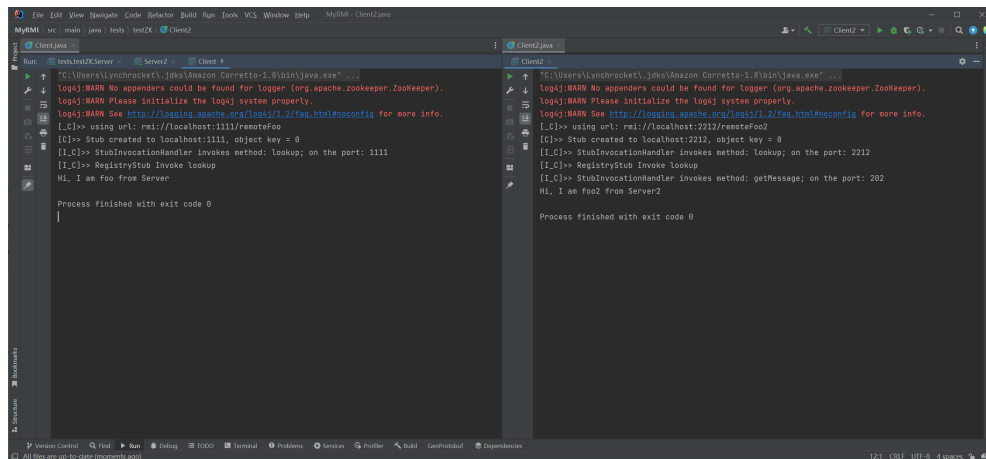 File Edit View Navigate Code Refactor Build Run Tools VCS Window Help MyRMI - Client2.java
MyRMI src main java tests testZK Client2
Client2
Project
Client.java
Client2.java
Run: tests.testZK.Server Server2 Client
Client2
"C:\Users\Lynchrocket\.jdks\Amazon Corretto-1.8\bin\java.exe" ...
log4j:WARN No appenders could be found for logger (org.apache.zookeeper.ZooKeeper).
log4j:WARN Please initialize the log4j system properly.
log4j:WARN See http://logging.apache.org/log4j/1.2/faq.html#noconfig for more info.
[_C]>> using url: rmi://localhost:1111/remoteFoo
[C]>> Stub created to localhost:1111, object key = 0
[I_C]>> StubInvocationHandler invokes method: lookup; on the port: 1111
[I_C]>> RegistryStub Invoke lookup
Hi, I am foo from Server
Process finished with exit code 0
"C:\Users\Lynchrocket\.jdks\Amazon Corretto-1.8\bin\java.exe" ...
log4j:WARN No appenders could be found for logger (org.apache.zookeeper.ZooKeeper).
log4j:WARN Please initialize the log4j system properly.
log4j:WARN See http://logging.apache.org/log4j/1.2/faq.html#noconfig for more info.
[_C]>> using url: rmi://localhost:2212/remoteFoo2
[C]>> Stub created to localhost:2212, object key = 0
[I_C]>> StubInvocationHandler invokes method: lookup; on the port: 2212
[I_C]>> RegistryStub Invoke lookup
[I_C]>> StubInvocationHandler invokes method: getMessage; on the port: 202
Hi, I am foo2 from Server2
Process finished with exit code 0
Bookmarks
Structure
Version Control Find Run Debug TODO Terminal Problems Services Profiler Build GenProtobuf Dependencies
All files are up-to-date (moments ago)
12:1 CRLF UTF-8 4 spaces